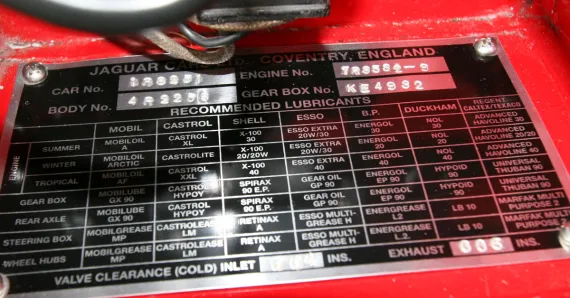 JAGUAR CARS LTD., COVENTRY, ENGLAND
CAR No. ENGINE No. 7R3582-9
BODY No. 4R2296 GEAR BOX No. KE4982
RECOMMENDED LUBRICANTS
MOBIL CASTROL SHELL ESSO B.P. DUCKHAM REGENT CALTEX/TEXACO
ENGINE
SUMMER MOBILOIL A CASTROL XL X-100 30 ESSO EXTRA 20W/30 ENERGOL 30 NOL 30 ADVANCED HAVOLINE 30
WINTER MOBILOIL ARCTIC CASTROLITE X-100 20/20W ESSO EXTRA 20W/30 ENERGOL 20 NOL 20 ADVANCED HAVOLINE 20/20
TROPICAL MOBILOIL AF CASTROL XXL X-100 40 ESSO EXTRA 40 ENERGOL 40 NOL 40 ADVANCED HAVOLINE 40
GEAR BOX MOBILUBE GX 90 CASTROL HYPOY SPIRAX 90 E.P. GEAR OIL GP 90 ENERGOL EP 90 HYPOID 90 UNIVERSAL THUBAN 90
REAR AXLE MOBILUBE GX 90 CASTROL HYPOY SPIRAX 90 E.P. GEAR OIL GP 90 ENERGOL EP 90 HYPOID 90 UNIVERSAL THUBAN 90
STEERING BOX MOBILGREASE MP CASTROLEASE LM RETINAX A ESSO MULTI-GREASE H ENERGREASE L2 LB 10 MARFAK MULTI PURPOSE 2
WHEEL HUBS MOBILGREASE MP CASTROLEASE LM RETINAX A ESSO MULTI-GREASE H ENERGREASE L2. LB 10 MARFAK MULTI PURPOSE
VALVE CLEARANCE (COLD) INLET INS. EXHAUST 006 INS.